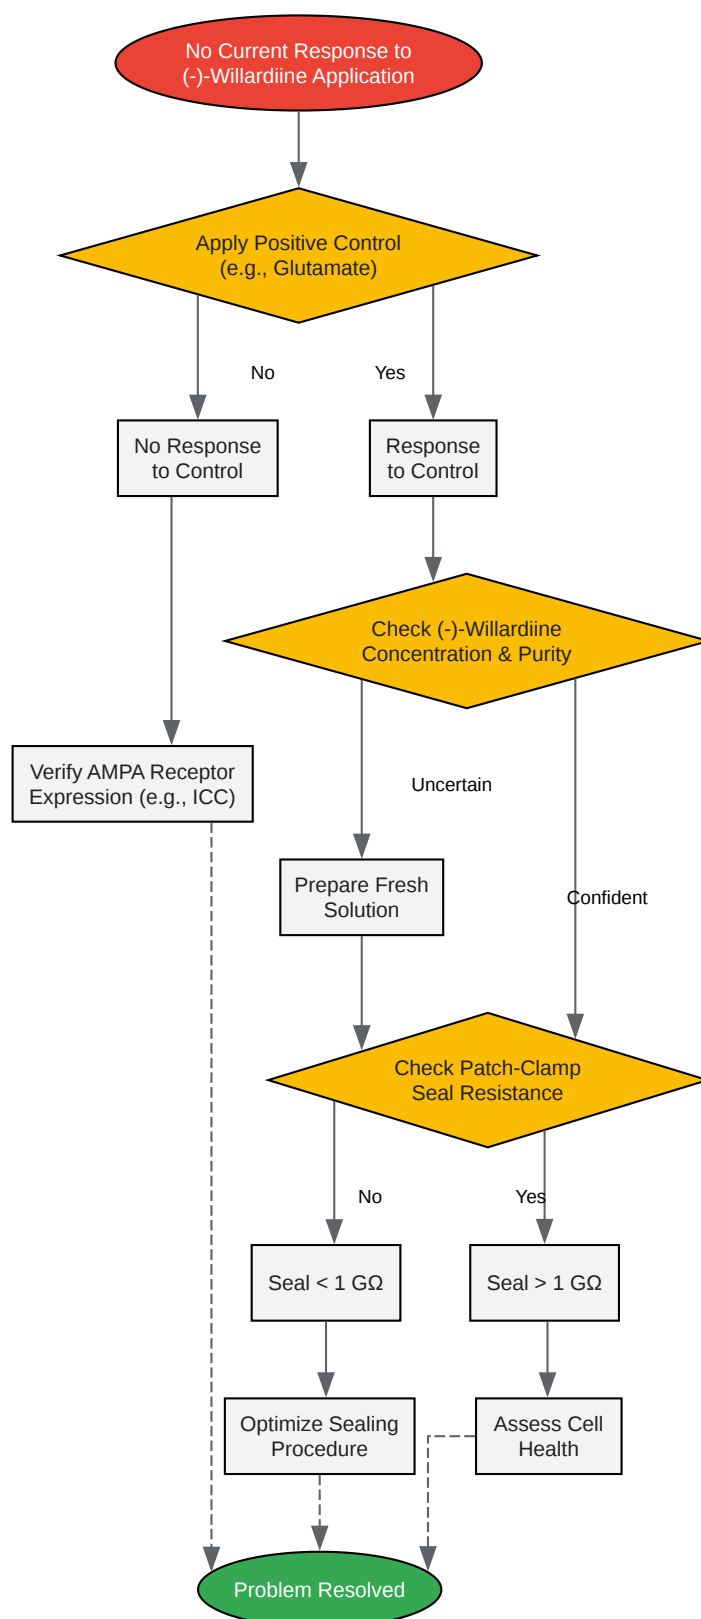 No Current Response to
(-)-Willardiine Application
Apply Positive Control
(e.g., Glutamate)
No
Yes
No Response
to Control
Response
to Control
Check (-)-Willardiine
Concentration & Purity
Verify AMPA Receptor
Expression (e.g., ICC)
Uncertain
Prepare Fresh
Solution
Confident
Check Patch-Clamp
Seal Resistance
No
Yes
Seal < 1 GΩ
Seal > 1 GΩ
Optimize Sealing
Procedure
Assess Cell
Health
Problem Resolved